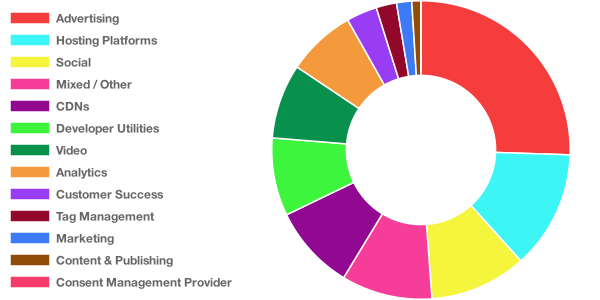 Advertising
Hosting Platforms
Social
Mixed / Other
CDNs
Developer Utilities
Video
Analytics
Customer Success
Tag Management
Marketing
Content & Publishing
Consent Management Provider